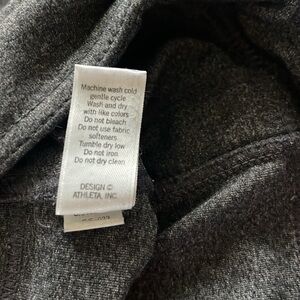 Machine wash cold
gentle cycle
Wash and dry
with like colors
Do not bleach
Do not use fabric
softeners
Tumble dry low
Do not iron
Do not dry clean
DESIGN ©
ATHLETA, INC